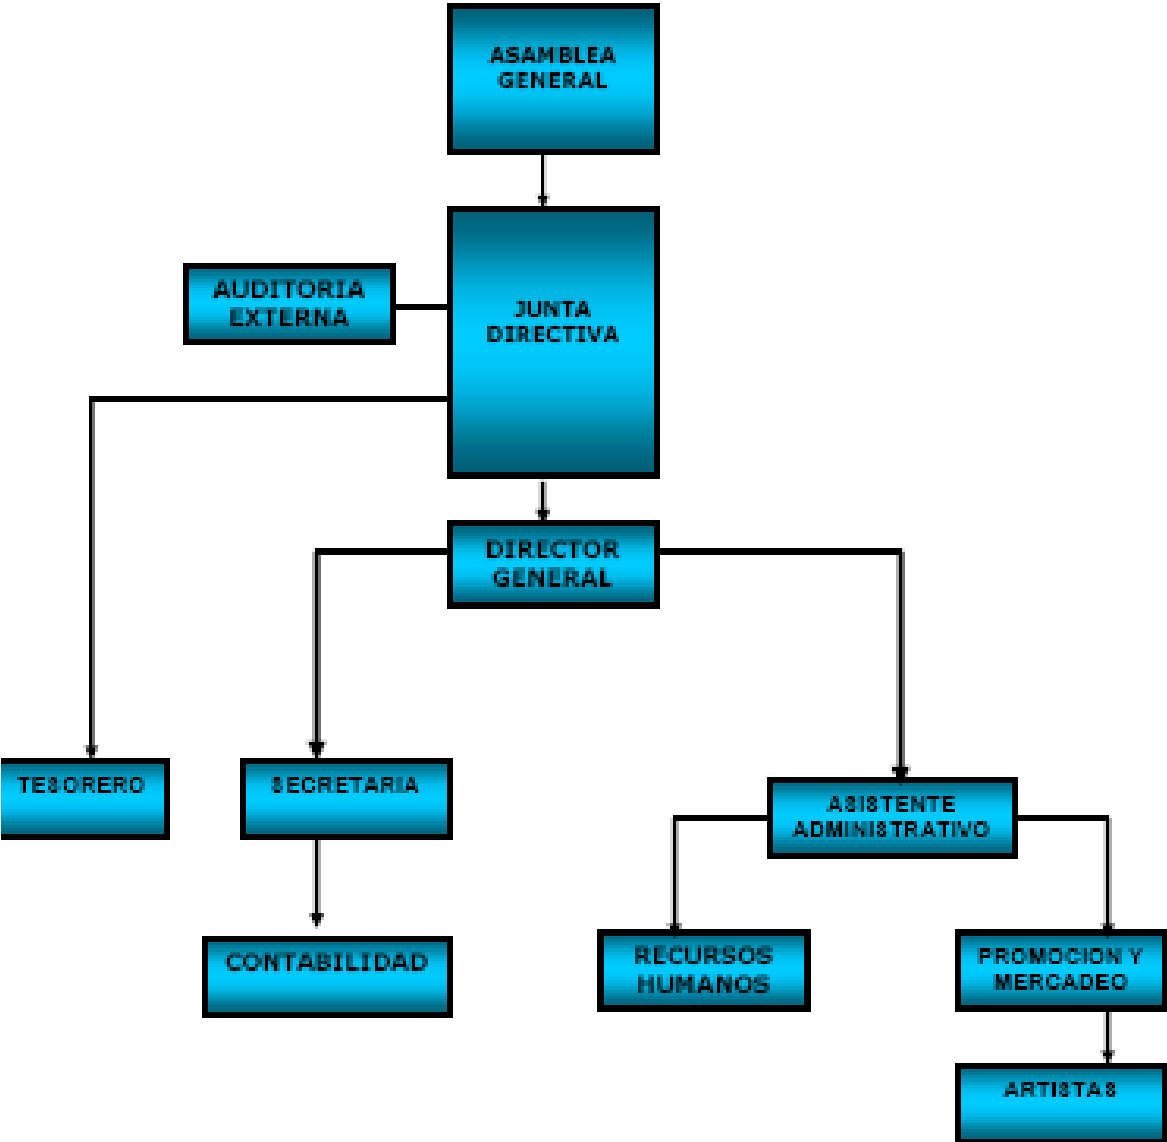 ASAMBLEA
GENERAL
AUDITORIA
EXTERNA
JUNTA
DIRECTIVA
DIRECTOR
GENERAL
TESORERO
SECRETARIA
ASISTENTE
ADMINISTRATIVO
CONTABILIDAD
RECURSOS
HUMANOS
PROMOCION Y
MERCADEO
ARTISTAS